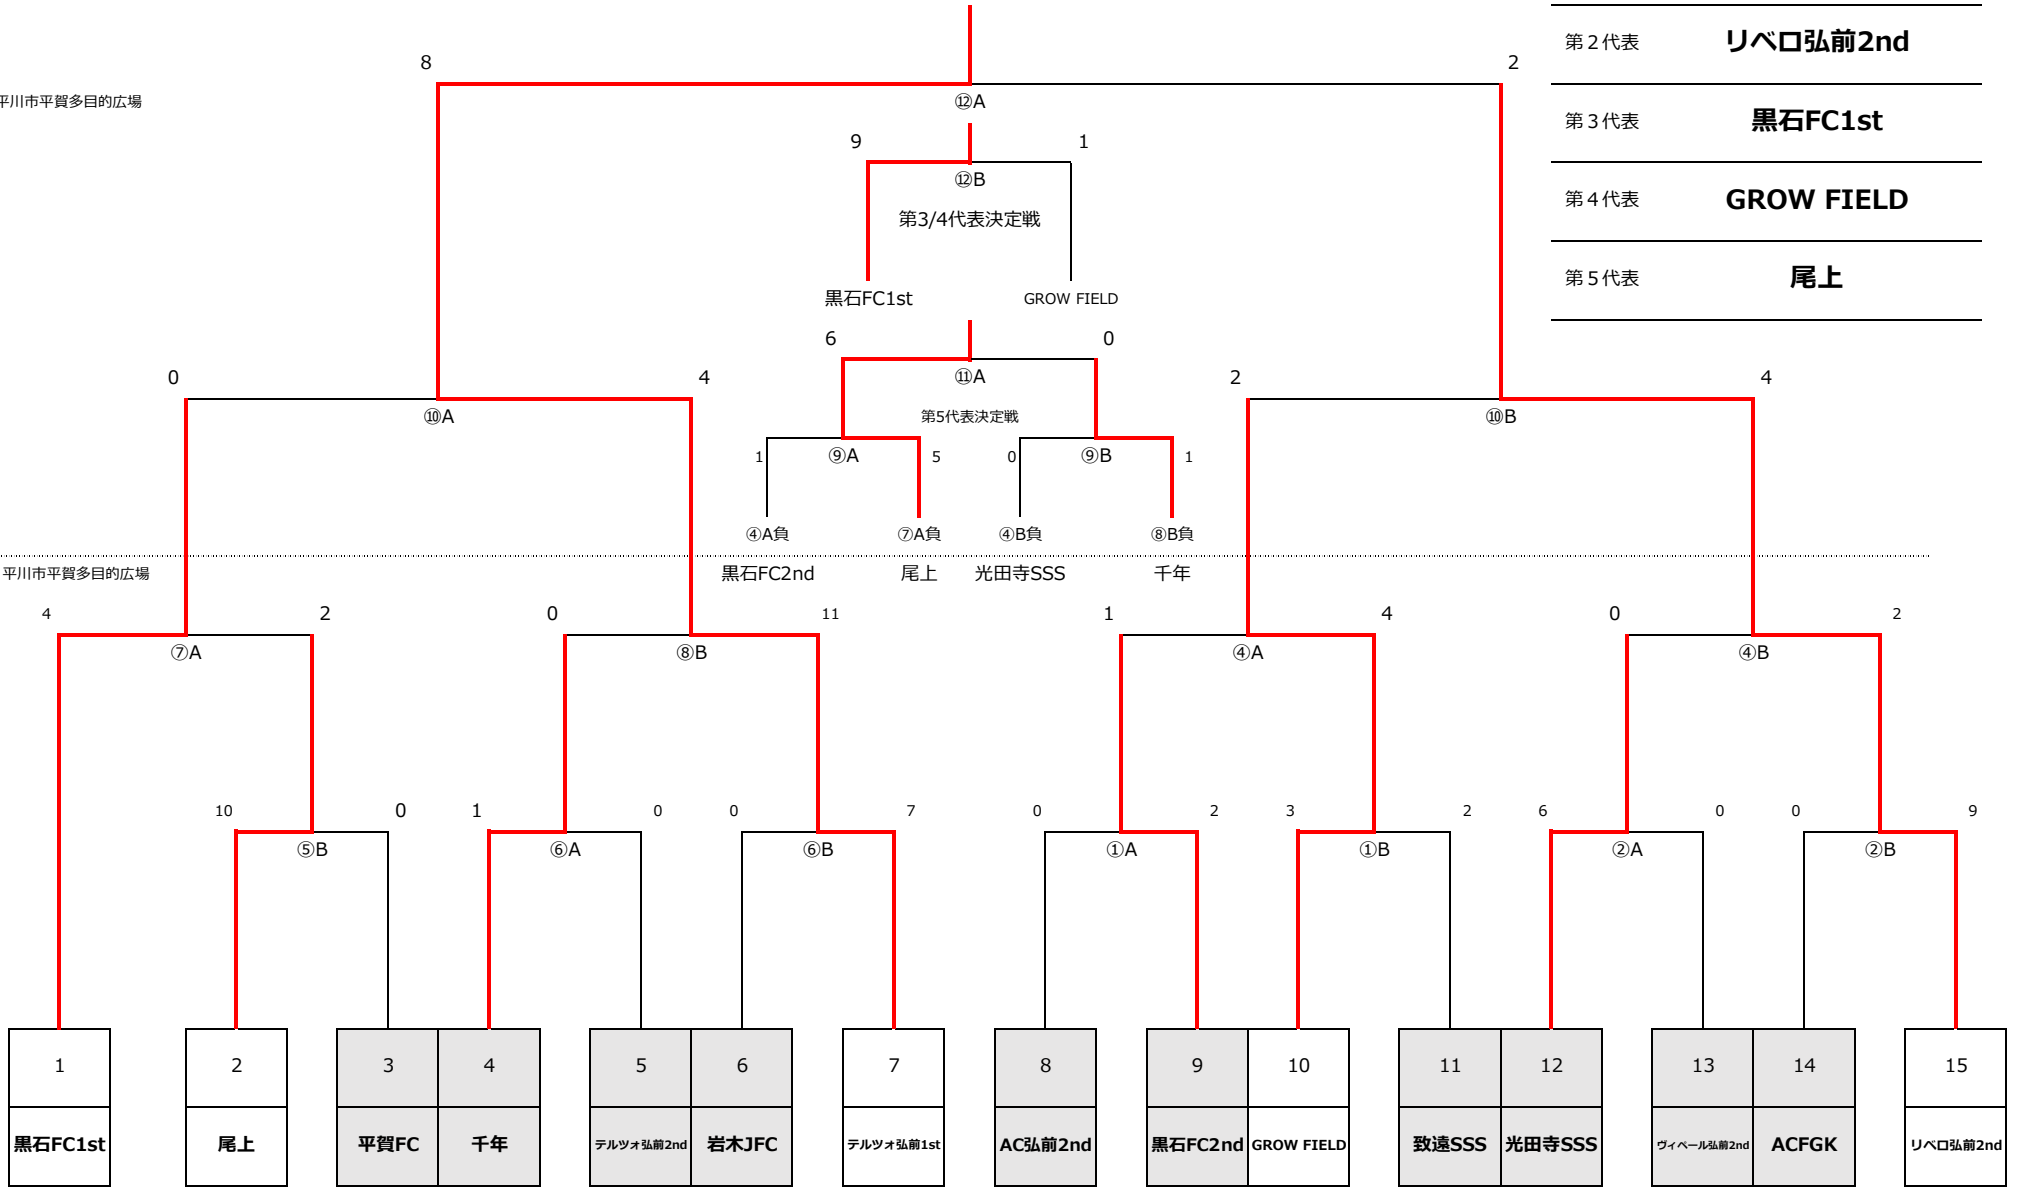 第２代表 リベロ弘前2nd
8 2
平川市平賀多目的広場 ⑫A
第３代表 黒石FC1st
9 1
⑫B
第４代表 GROW FIELD
第3/4代表決定戦
第５代表 尾上
黒石FC1st GROW FIELD
6 0
0 4 ⑪A 2 4
⑩A 第5代表決定戦 ⑩B
1 ⑨A 5 0 ⑨B 1
④A負 ⑦A負 ④B負 ⑧B負
平川市平賀多目的広場 黒石FC2nd 尾上 光田寺SSS 千年
4 2 0 11 1 4 0 2
⑦A ⑧B ④A ④B
10 0 1 0 0 7 0 2 3 2 6 0 0 9
⑤B ⑥A ⑥B ①A ①B ②A ②B
1 2 3 4 5 6 7 8 9 10 11 12 13 14 15
黒石FC1st 尾上 平賀FC 千年 テルツォ弘前2nd 岩木JFC テルツォ弘前1st AC弘前2nd 黒石FC2nd GROW FIELD 致遠SSS 光田寺SSS ヴィベール弘前2nd ACFGK リベロ弘前2nd